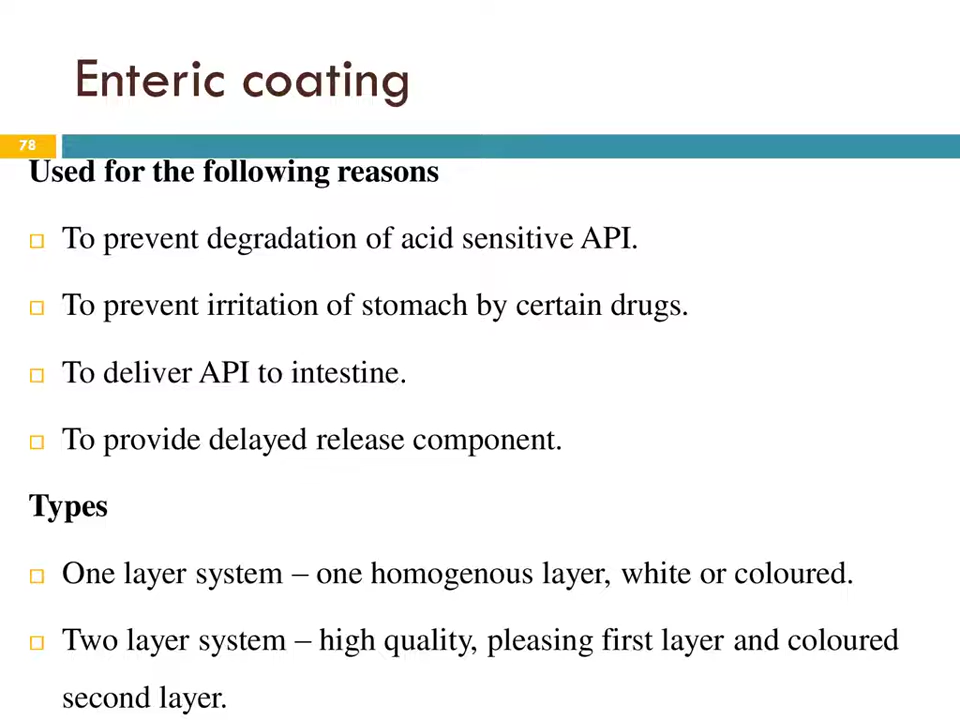 Enteric coating
78
Used for the following reasons
To prevent degradation of acid sensitive API.
To prevent irritation of stomach by certain drugs.
To deliver API to intestine.
To provide delayed release component.
Types
One layer system – one homogenous layer, white or coloured.
Two layer system – high quality, pleasing first layer and coloured
second layer.